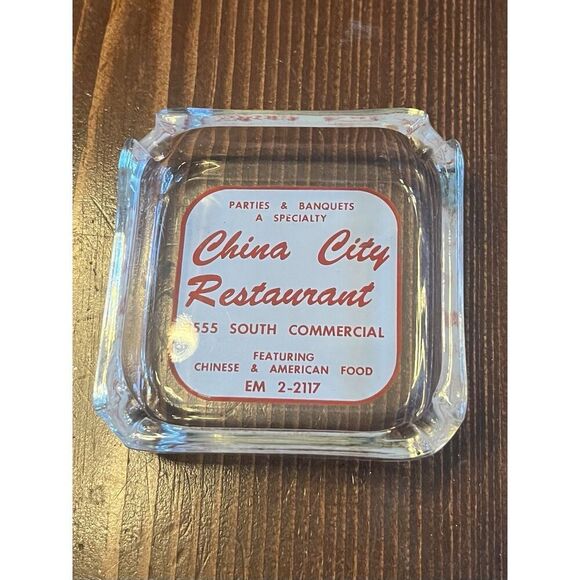 PARTIES & BANQUETS
A SPECIALTY
China City
Restaurant
555 SOUTH COMMERCIAL
FEATURING
CHINESE & AMERICAN FOOD
EM 2-2117